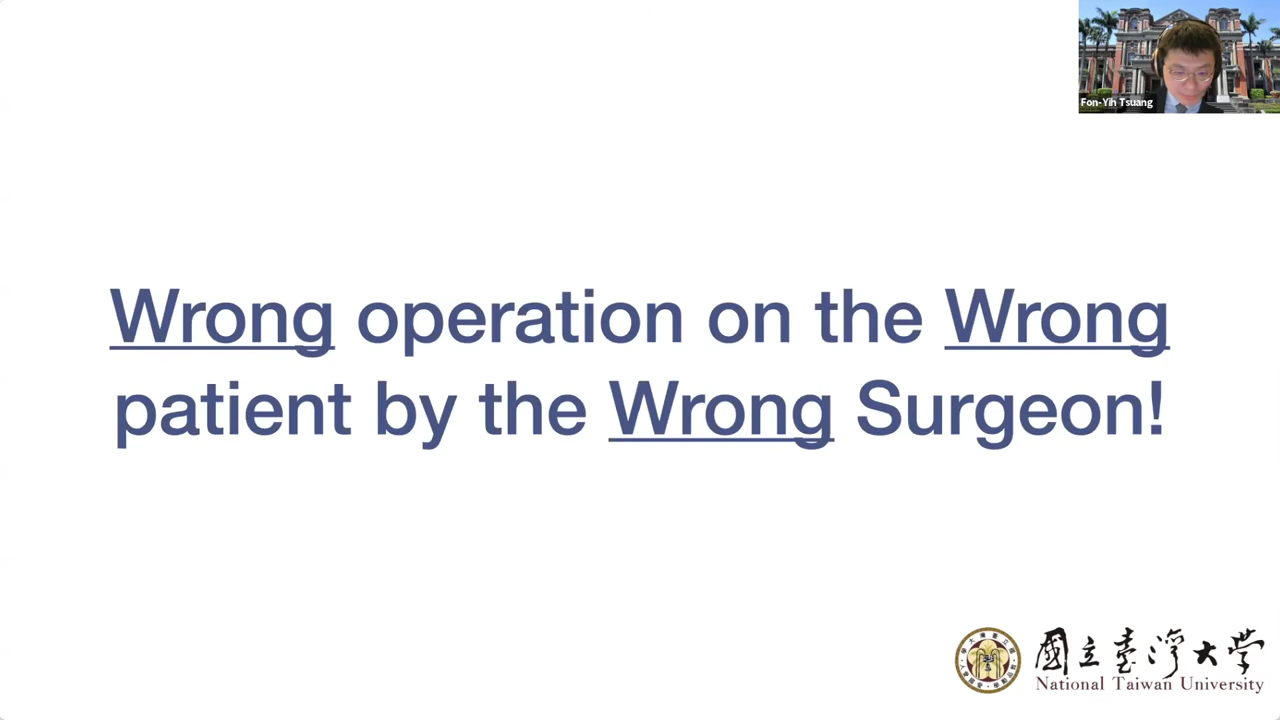 Fon-Yih Tsuang
Wrong operation on the Wrong
patient by the Wrong Surgeon!
國立臺灣大學
National Taiwan University